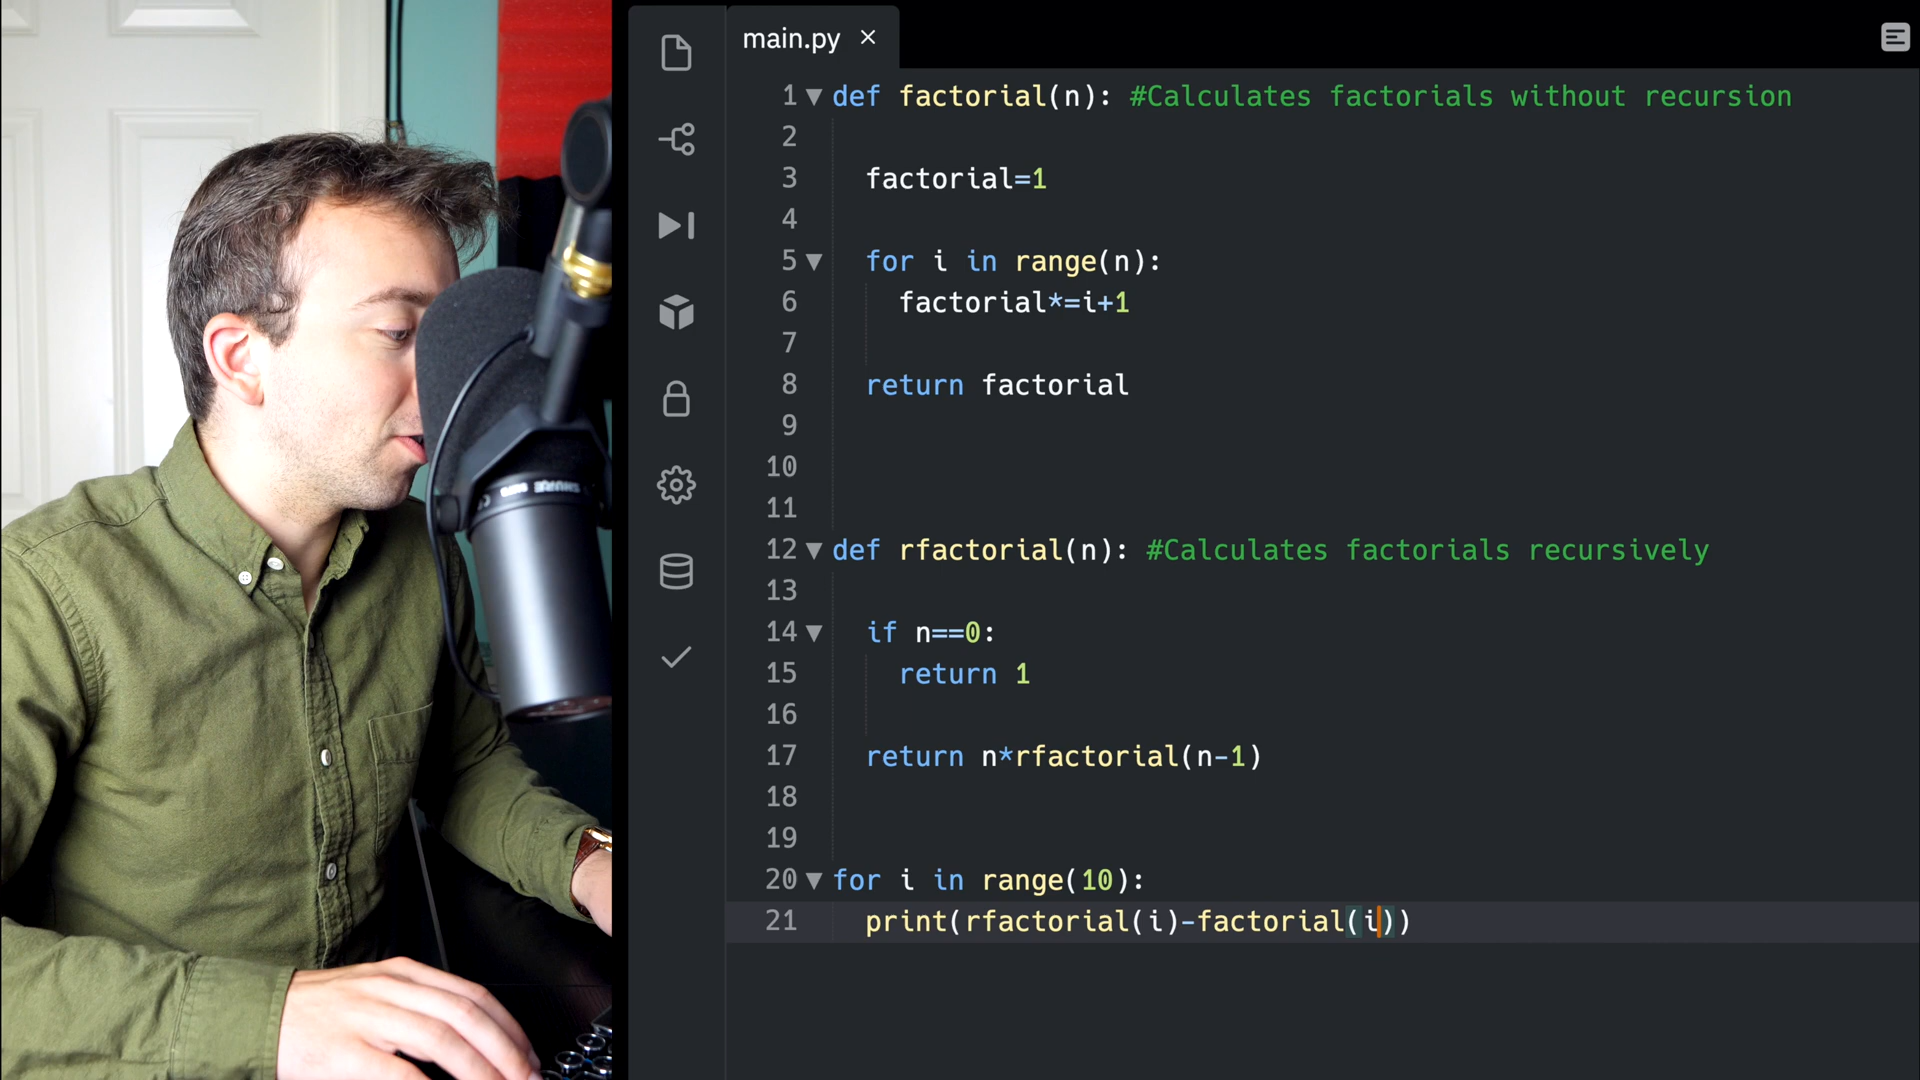 main.py ×
1 def factorial(n): #Calculates factorials without recursion
2
3 factorial=1
4
5 for i in range(n):
6 factorial*=i+1
7
8 return factorial
9
10
11
12 def rfactorial(n): #Calculates factorials recursively
13
14 if n==0:
15 return 1
16
17 return n*rfactorial(n-1)
18
19
20 for i in range(10):
21 print(rfactorial(i)-factorial(i))
SHURE